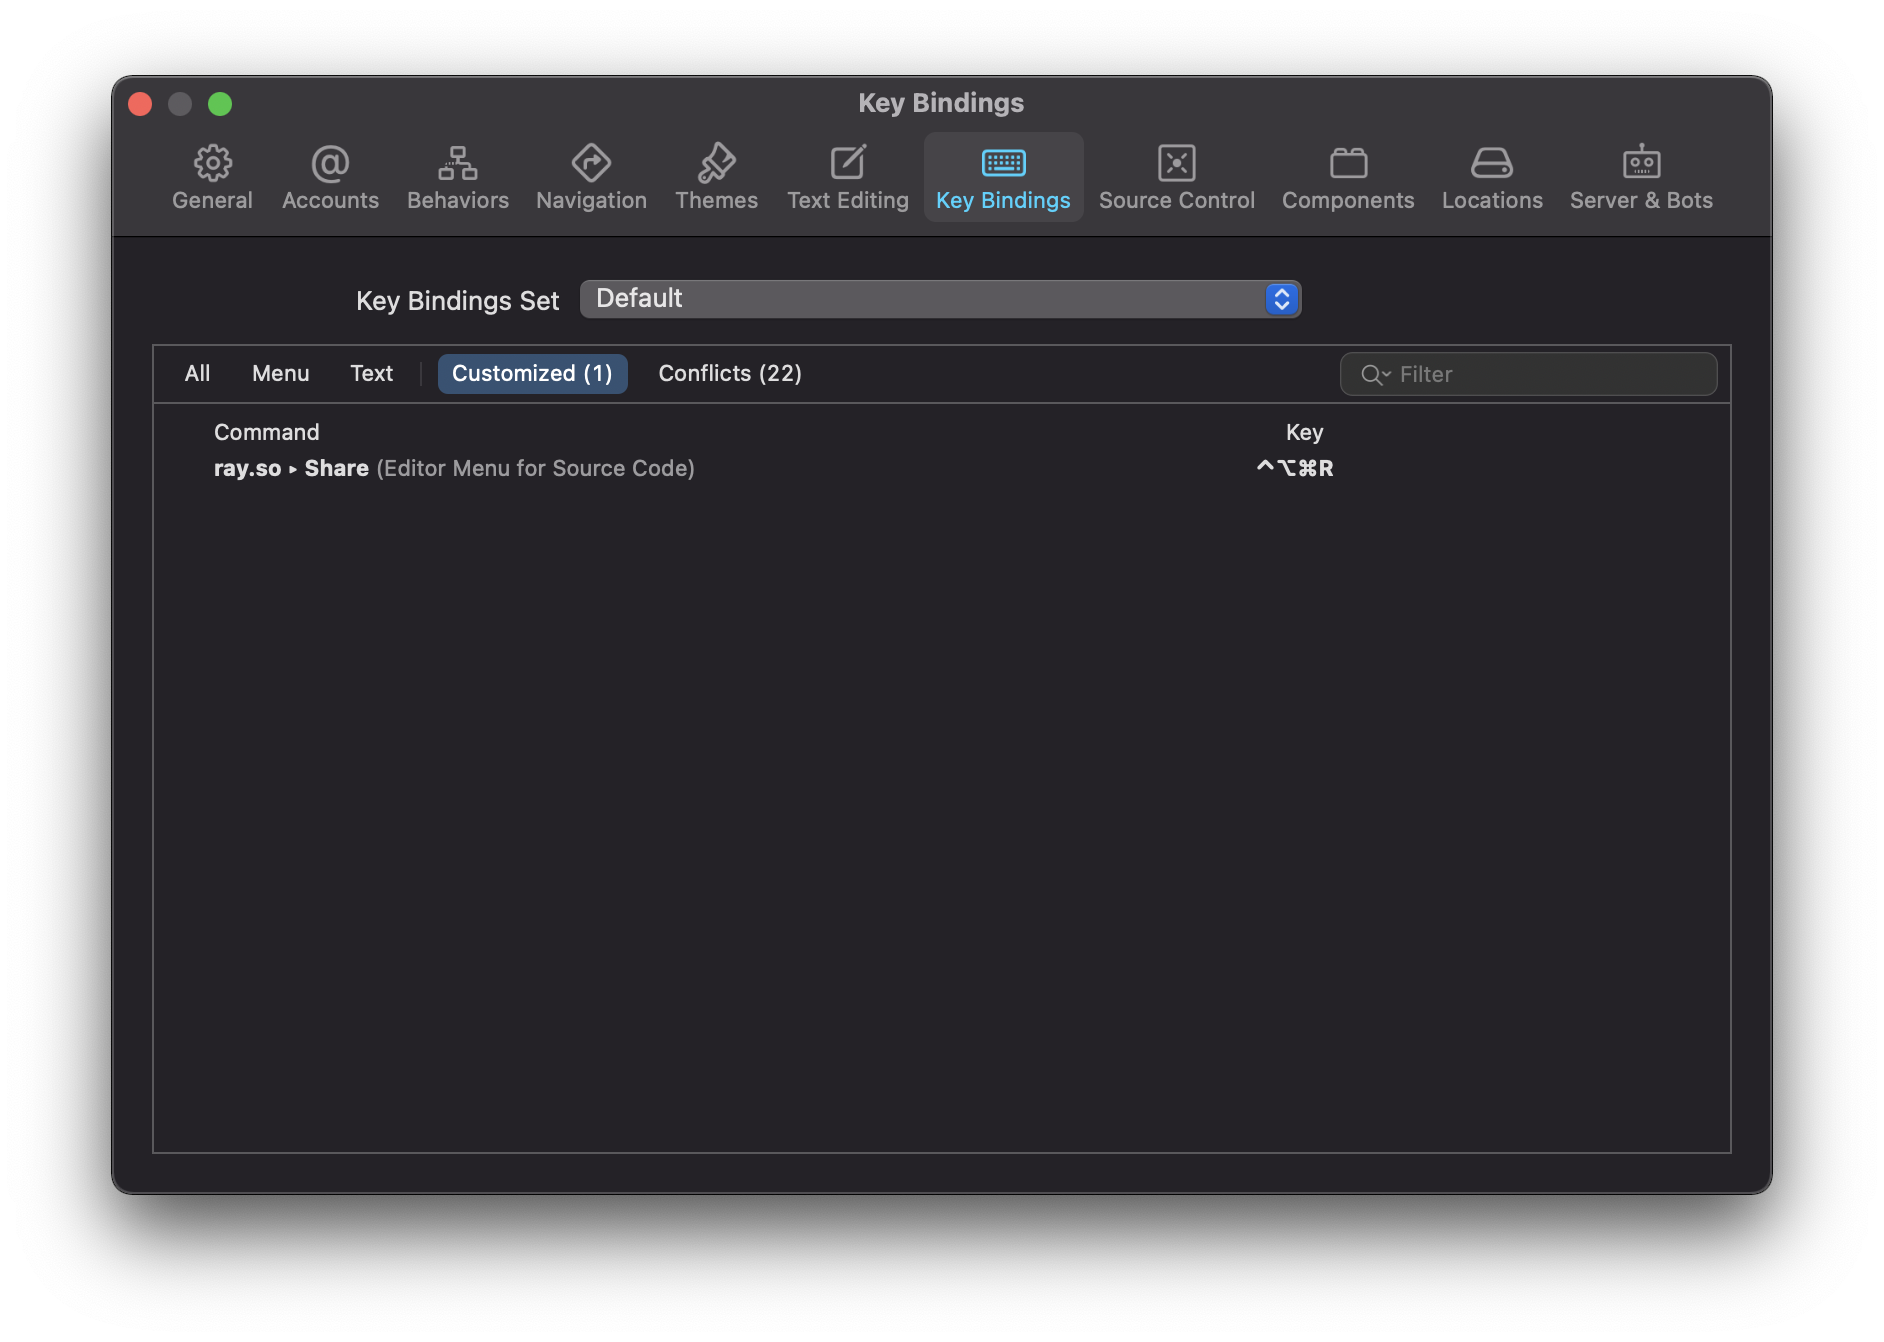 Key Bindings
General Accounts Behaviors Navigation Themes Text Editing Key Bindings Source Control Components Locations Server & Bots
Key Bindings Set Default
All Menu Text Customized (1) Conflicts (22) Filter
Command Key
ray.so ▸ Share (Editor Menu for Source Code) ^⌥⌘R